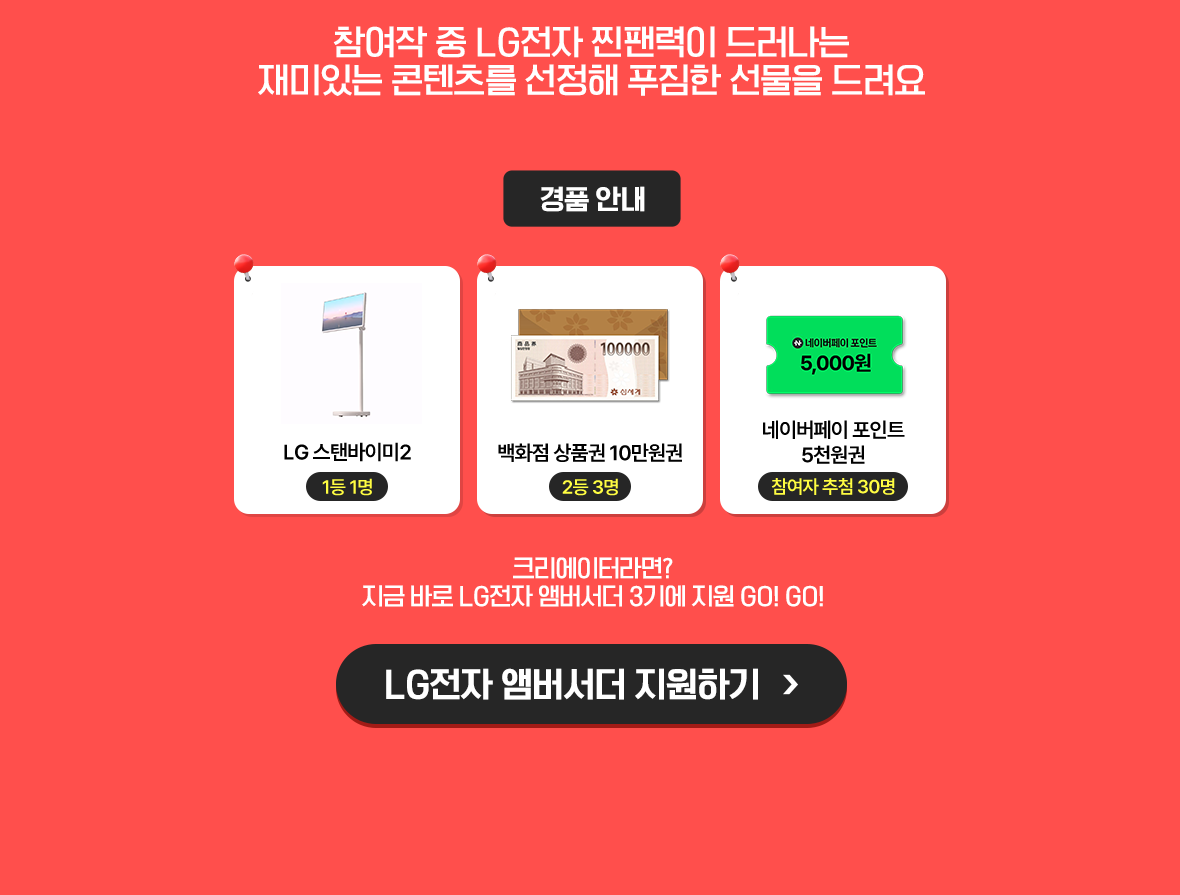 참여작 중 LG전자 찐팬력이 드러나는
재미있는 콘텐츠를 선정해 푸짐한 선물을 드려요
경품 안내
LG 스탠바이미2
1등 1명
100000
신세계
백화점 상품권 10만원권
2등 3명
네이버페이 포인트
5,000원
네이버페이 포인트
5천원권
참여자 추첨 30명
크리에이터라면?
지금 바로 LG전자 앰버서더 3기에 지원 GO! GO!
LG전자 앰버서더 지원하기